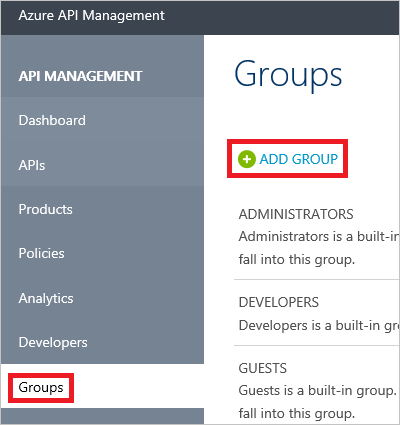 Azure API Management
API MANAGEMENT
Dashboard
APIs
Products
Policies
Analytics
Developers
Groups
Groups
ADD GROUP
ADMINISTRATORS
Administrators is a built-in
fall into this group.
DEVELOPERS
Developers is a built-in gr
GUESTS
Guests is a built-in group.
fall into this group.